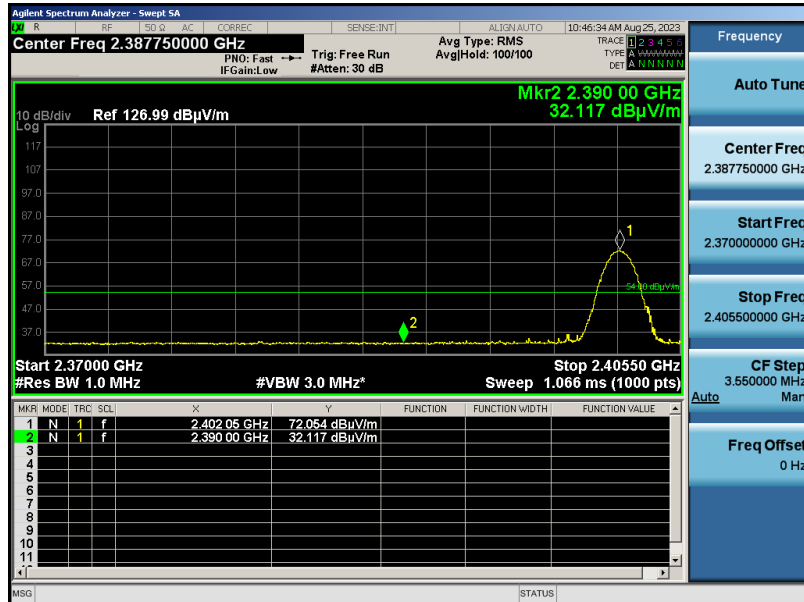 Agilent Spectrum Analyzer - Swept SA
LXI R RF 50 Ω AC CORREC SENSE:INT ALIGN AUTO 10:46:34 AM Aug 25, 2023
Center Freq 2.387750000 GHz
PNO: Fast
IFGain:Low
Trig: Free Run
#Atten: 30 dB
Avg Type: RMS
Avg|Hold: 100/100
TRACE 1 2 3 4 5 6
TYPE A
DET A N N N N N
Mkr2 2.390 00 GHz
32.117 dBµV/m
10 dB/div Ref 126.99 dBµV/m
Log
117
107
97.0
87.0
77.0
67.0
57.0
47.0
37.0
1
54.00 dBµV/m
2
Start 2.37000 GHz Stop 2.40550 GHz
#Res BW 1.0 MHz #VBW 3.0 MHz* Sweep 1.066 ms (1000 pts)
MKR MODE TRC SCL X Y FUNCTION FUNCTION WIDTH FUNCTION VALUE
1 N 1 f 2.402 05 GHz 72.054 dBµV/m
2 N 1 f 2.390 00 GHz 32.117 dBµV/m
3
4
5
6
7
8
9
10
11
MSG STATUS
Frequency
Auto Tune
Center Freq
2.387750000 GHz
Start Freq
2.370000000 GHz
Stop Freq
2.405500000 GHz
CF Step
3.550000 MHz
Auto Man
Freq Offset
0 Hz